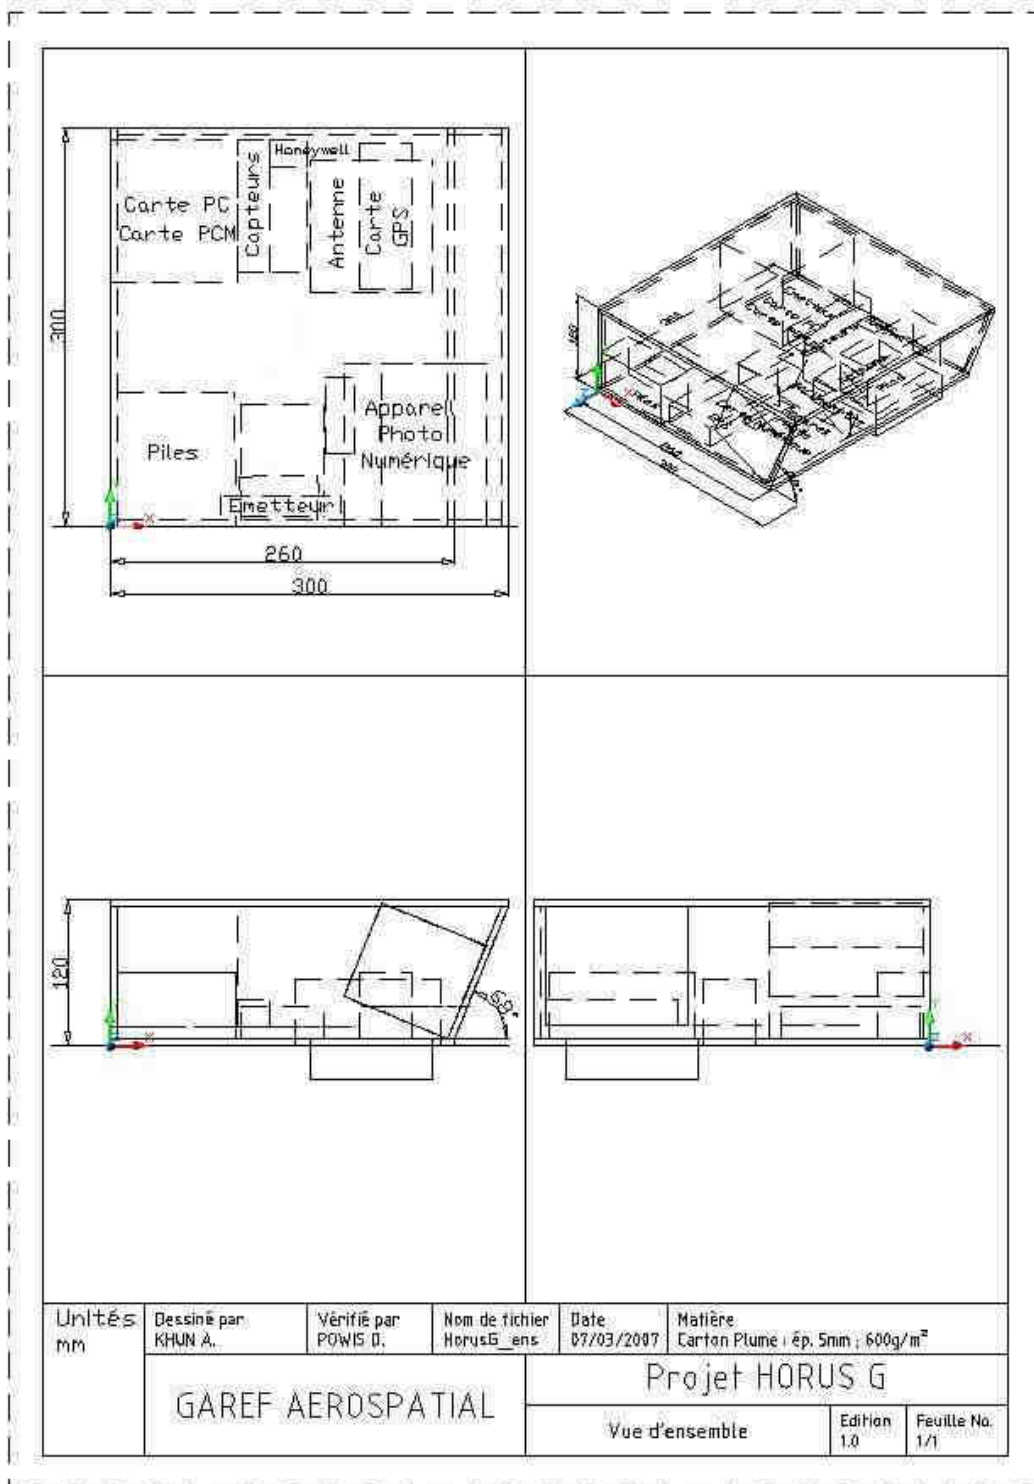 Honeywell
Capteurs
Carte PC
Carte PCM
Antenne
Carte
GPS
300
Appareil
Photo
Numérique
Piles
Emetteur
X
260
300
120
X
X
Unités
mm
Dessiné par
KHUN A.
Vérifié par
POWIS D.
Nom de fichier
HorusG_ens
Date
07/03/2007
Matière
Carton Plume : ép. 5mm ; 600g/m²
GAREF AEROSPATIAL
Projet HORUS G
Vue d'ensemble
Edition
1.0
Feuille No.
1/1